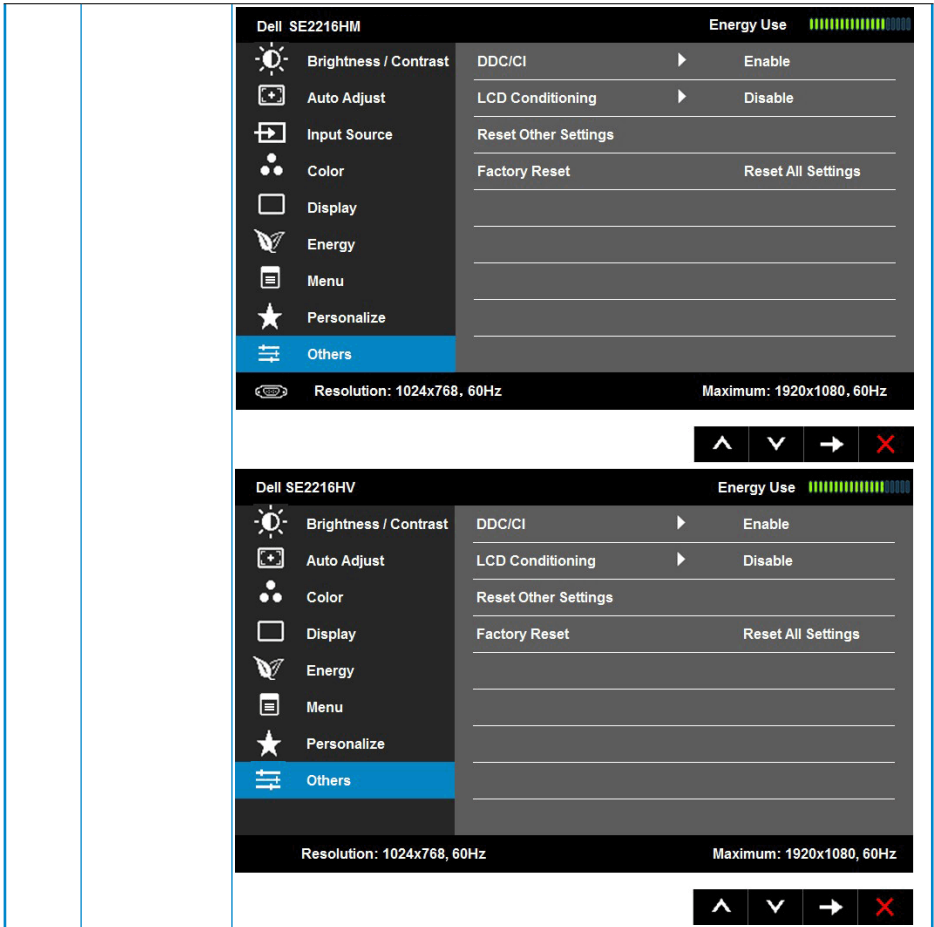 Dell SE2216HM Energy Use
Brightness / Contrast DDC/CI Enable
Auto Adjust LCD Conditioning Disable
Input Source Reset Other Settings
Color Factory Reset Reset All Settings
Display
Energy
Menu
Personalize
Others
Resolution: 1024x768, 60Hz Maximum: 1920x1080, 60Hz
Dell SE2216HV Energy Use
Brightness / Contrast DDC/CI Enable
Auto Adjust LCD Conditioning Disable
Color Reset Other Settings
Display Factory Reset Reset All Settings
Energy
Menu
Personalize
Others
Resolution: 1024x768, 60Hz Maximum: 1920x1080, 60Hz